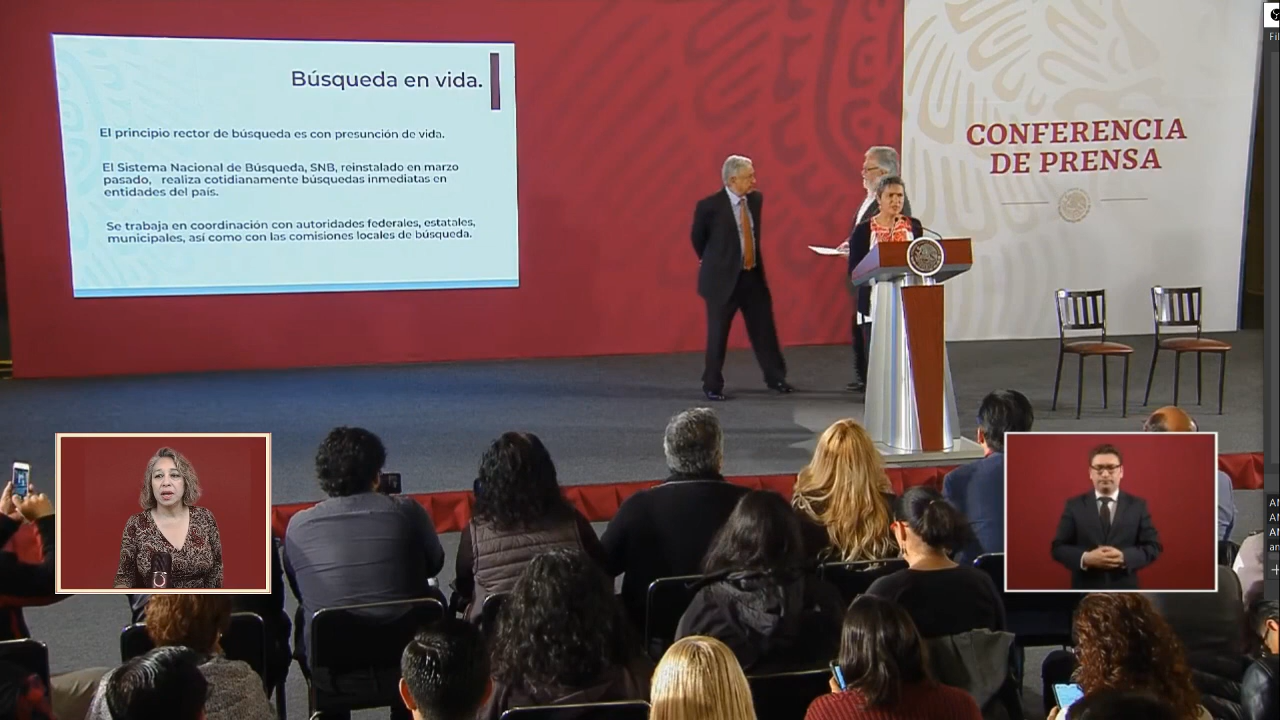 Búsqueda en vida.
El principio rector de búsqueda es con presunción de vida.
El Sistema Nacional de Búsqueda, SNB, reinstalado en marzo
pasado, realiza cotidianamente búsquedas inmediatas en
entidades del país.
Se trabaja en coordinación con autoridades federales, estatales,
municipales, así como con las comisiones locales de búsqueda.
CONFERENCIA
DE PRENSA